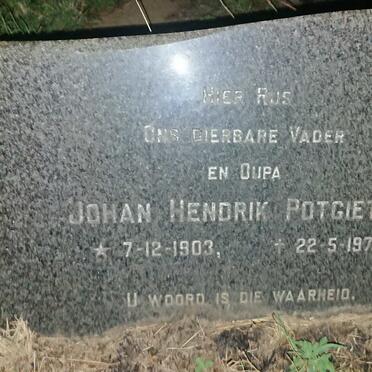 HIER RUS
ONS DIERBARE VADER
EN OUPA
JOHAN HENDRIK POTGIET
★ 7-12-1903, † 22-5-197
U WOORD IS DIE WAARHEID.